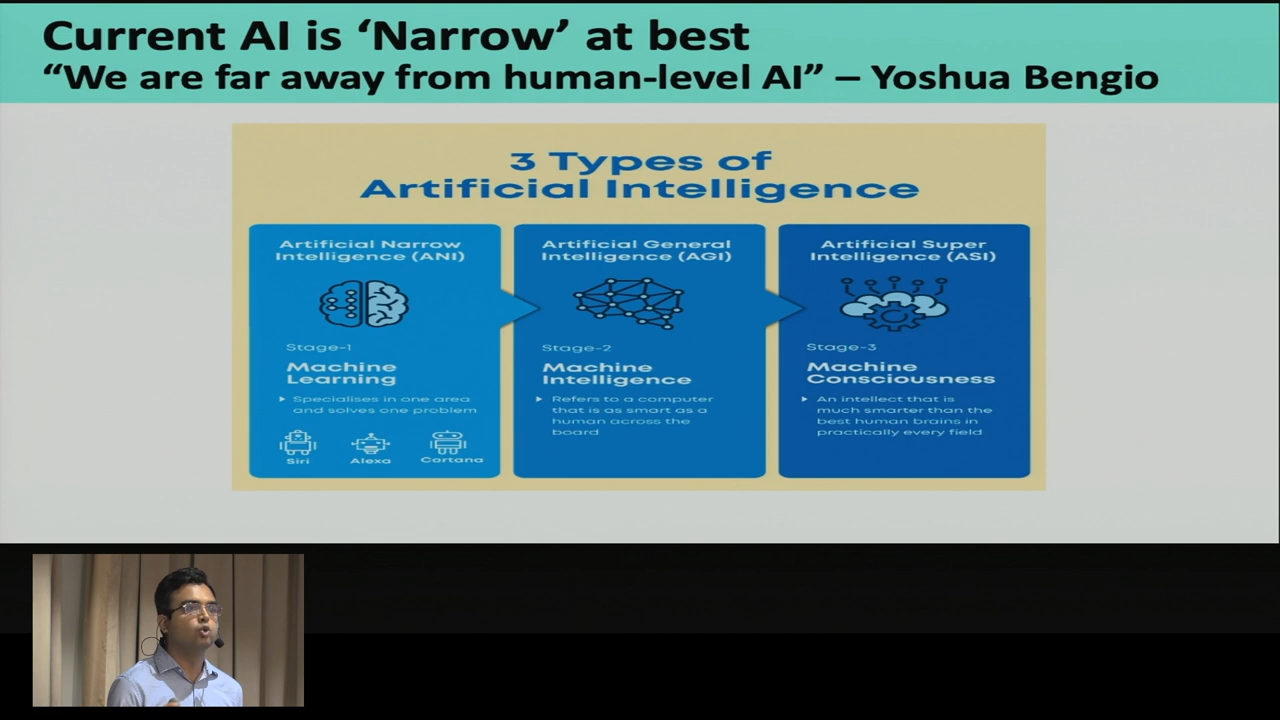 Current AI is ‘Narrow’ at best
“We are far away from human-level AI” – Yoshua Bengio
3 Types of
Artificial Intelligence
Artificial Narrow
Intelligence (ANI)
Stage-1
Machine
Learning
Specialises in one area
and solves one problem
Siri
Alexa
Cortana
Artificial General
Intelligence (AGI)
Stage-2
Machine
Intelligence
Refers to a computer
that is as smart as a
human across the
board
Artificial Super
Intelligence (ASI)
Stage-3
Machine
Consciousness
An intellect that is
much smarter than the
best human brains in
practically every field